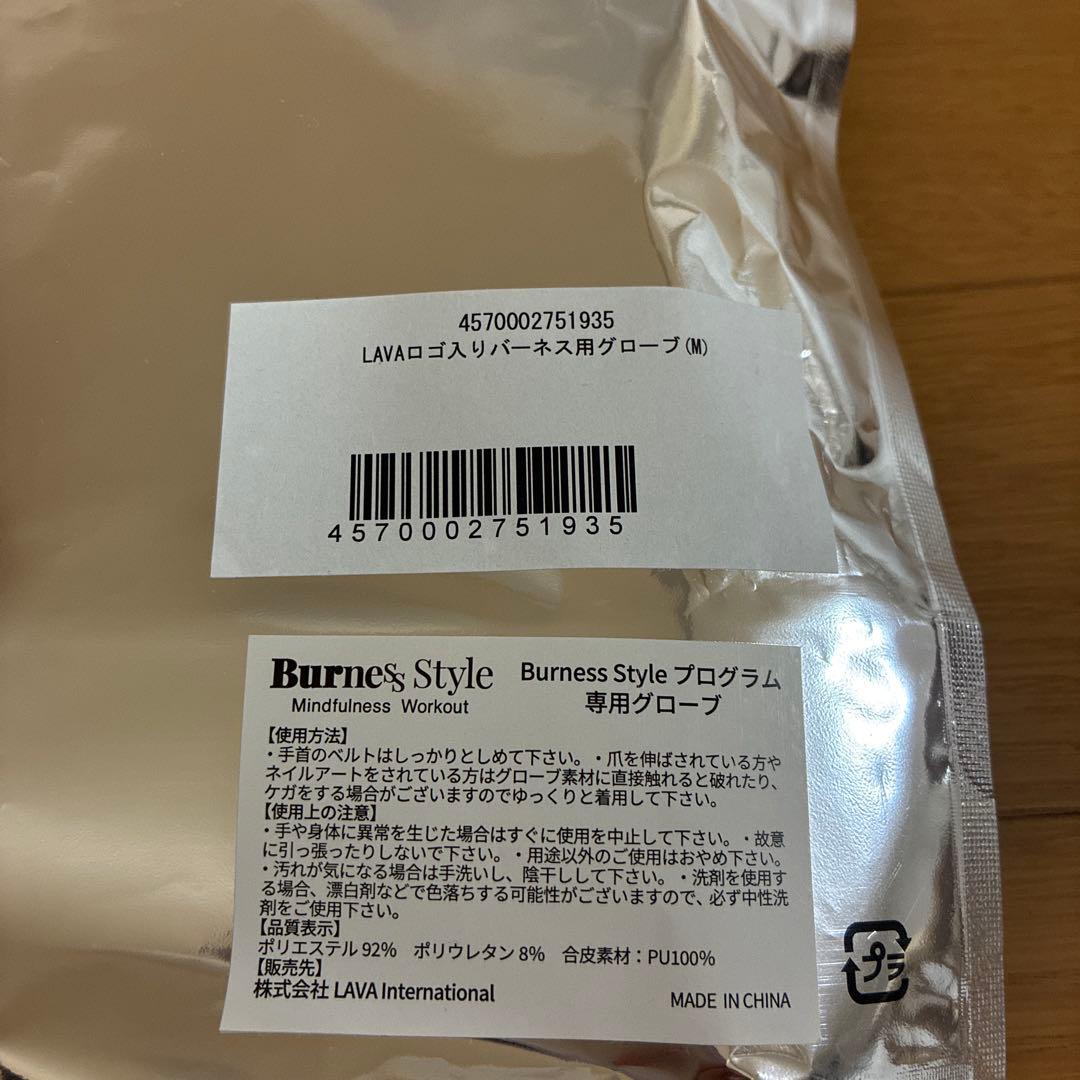 4570002751935
LAVAロゴ入りバーネス用グローブ(M)
4570002751935
Burness Style
Mindfulness Workout
Burness Style プログラム
専用グローブ
【使用方法】
・手首のベルトはしっかりとしめて下さい。・爪を伸ばされている方や
ネイルアートをされている方はグローブ素材に直接触れると破れたり、
ケガをする場合がございますのでゆっくりと着用して下さい。
【使用上の注意】
・手や身体に異常を生じた場合はすぐに使用を中止して下さい。・故意
に引っ張ったりしないで下さい。・用途以外のご使用はおやめ下さい。
・汚れが気になる場合は手洗いし、陰干しして下さい。・洗剤を使用す
る場合、漂白剤などで色落ちする可能性がございますので、必ず中性洗
剤をご使用下さい。
【品質表示】
ポリエステル 92% ポリウレタン 8% 合皮素材：PU100%
【販売先】
株式会社 LAVA International
MADE IN CHINA
プラ